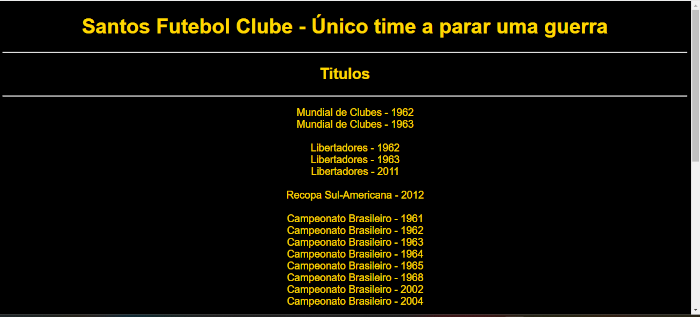 Santos Futebol Clube - Único time a parar uma guerra
Titulos
Mundial de Clubes - 1962
Mundial de Clubes - 1963
Libertadores - 1962
Libertadores - 1963
Libertadores - 2011
Recopa Sul-Americana - 2012
Campeonato Brasileiro - 1961
Campeonato Brasileiro - 1962
Campeonato Brasileiro - 1963
Campeonato Brasileiro - 1964
Campeonato Brasileiro - 1965
Campeonato Brasileiro - 1968
Campeonato Brasileiro - 2002
Campeonato Brasileiro - 2004